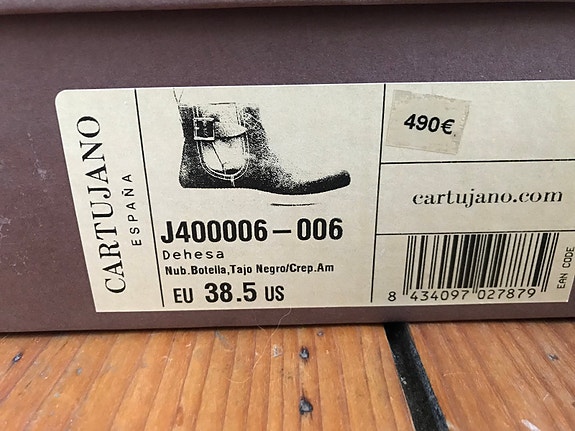 CARTUJANO
ESPAÑA
J400006-006
Dehesa
Nub.Botella,Tajo Negro/Crep.Am
EU 38.5 US
490€
cartujano.com
8 434097 027879
EAN CODE